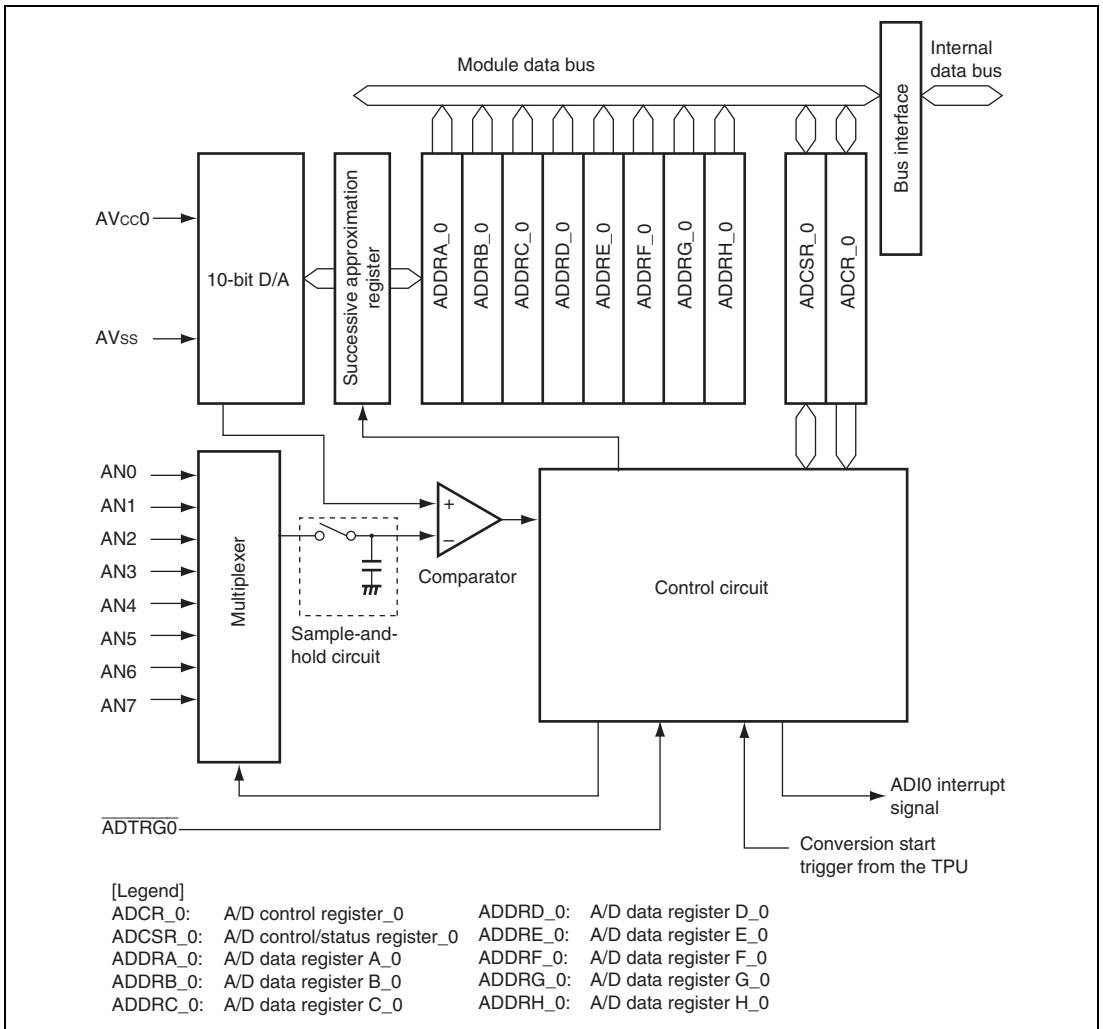 Module data bus
Internal
data bus
Bus interface
AVcc0
AVss
10-bit D/A
Successive approximation
register
ADDRA_0
ADDRB_0
ADDRC_0
ADDRD_0
ADDRE_0
ADDRF_0
ADDRG_0
ADDRH_0
ADCSR_0
ADCR_0
AN0
AN1
AN2
AN3
AN4
AN5
AN6
AN7
Multiplexer
+
–
Comparator
Sample-and-
hold circuit
Control circuit
ADI0 interrupt
signal
ADTRG0
Conversion start
trigger from the TPU
[Legend]
ADCR_0: A/D control register_0
ADCSR_0: A/D control/status register_0
ADDRA_0: A/D data register A_0
ADDRB_0: A/D data register B_0
ADDRC_0: A/D data register C_0
ADDRD_0: A/D data register D_0
ADDRE_0: A/D data register E_0
ADDRF_0: A/D data register F_0
ADDRG_0: A/D data register G_0
ADDRH_0: A/D data register H_0